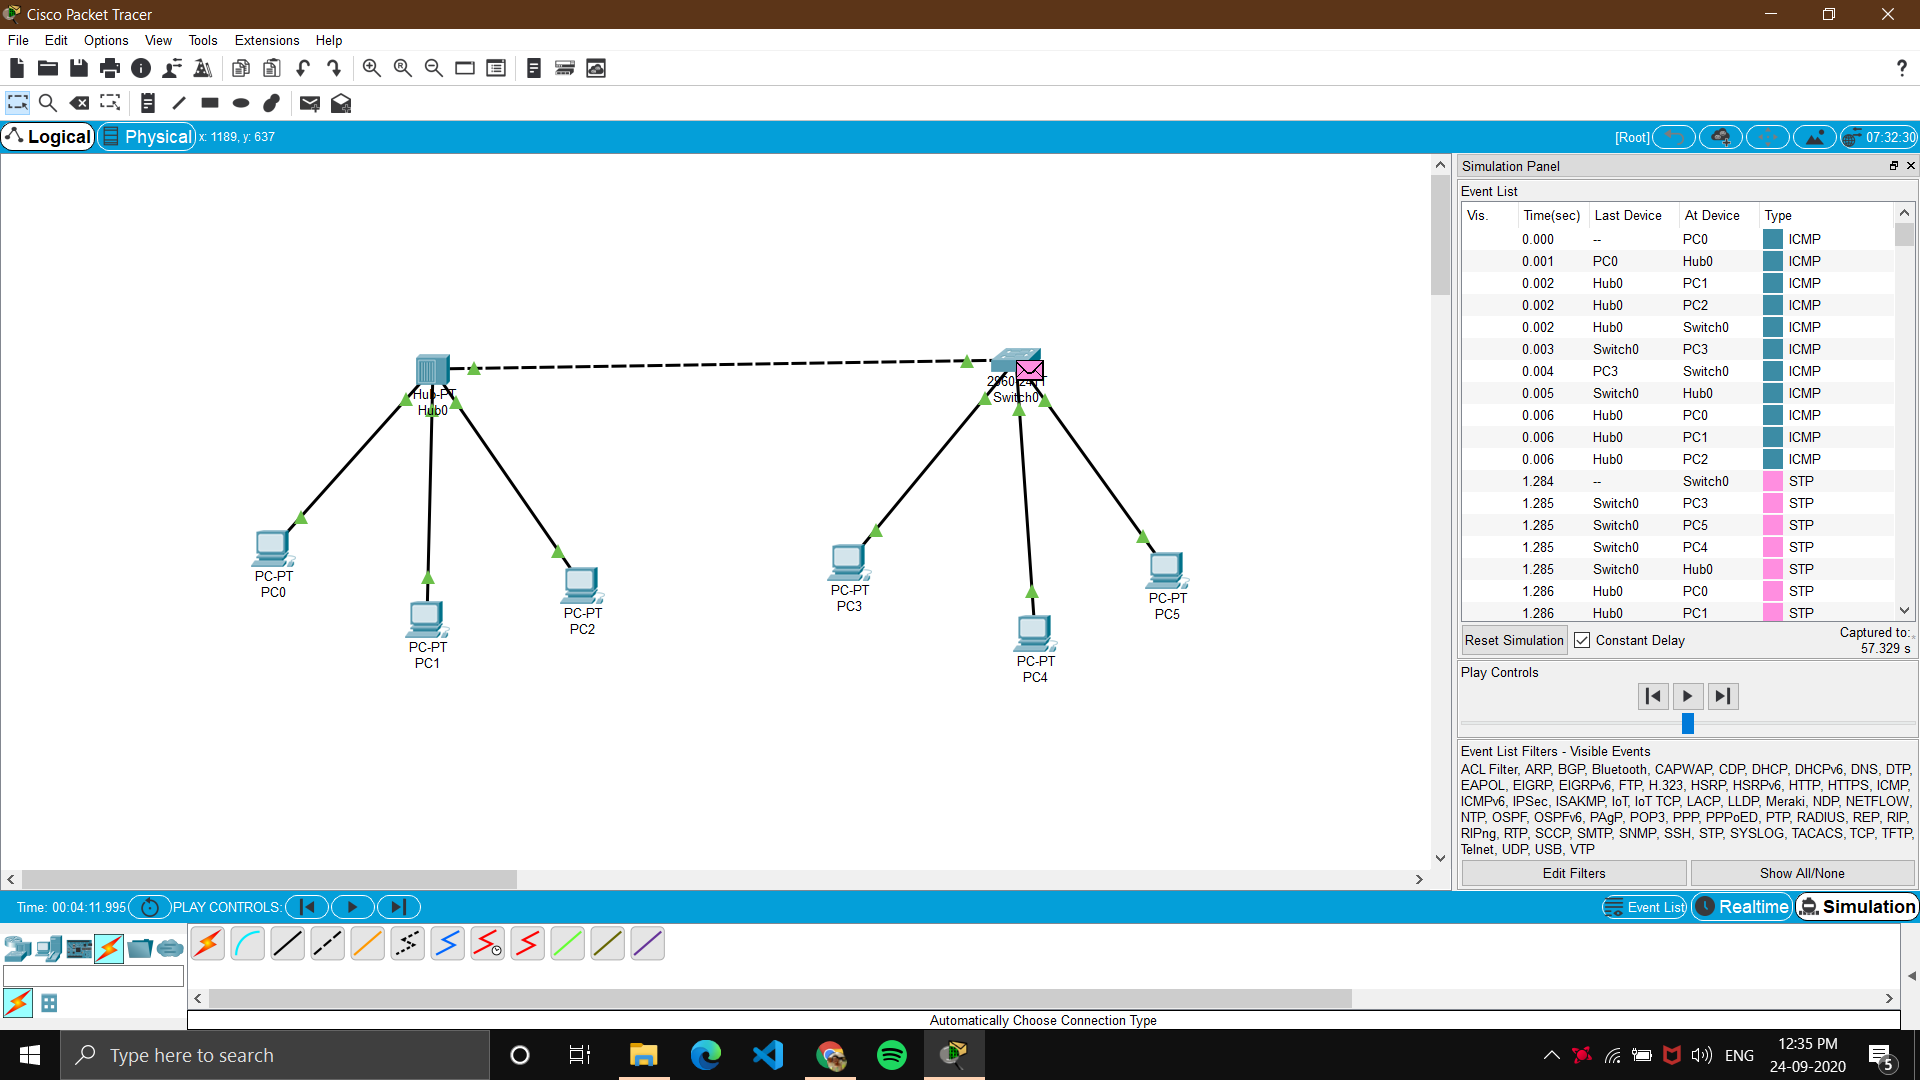 Cisco Packet Tracer
File Edit Options View Tools Extensions Help
Logical Physical x: 1189, y: 637 [Root] 07:32:30
Simulation Panel
Event List
Vis. Time(sec) Last Device At Device Type
0.000 -- PC0 ICMP
0.001 PC0 Hub0 ICMP
0.002 Hub0 PC1 ICMP
0.002 Hub0 PC2 ICMP
0.002 Hub0 Switch0 ICMP
0.003 Switch0 PC3 ICMP
0.004 PC3 Switch0 ICMP
0.005 Switch0 Hub0 ICMP
0.006 Hub0 PC0 ICMP
0.006 Hub0 PC1 ICMP
0.006 Hub0 PC2 ICMP
1.284 -- Switch0 STP
1.285 Switch0 PC3 STP
1.285 Switch0 PC5 STP
1.285 Switch0 PC4 STP
1.285 Switch0 Hub0 STP
1.286 Hub0 PC0 STP
1.286 Hub0 PC1 STP
Reset Simulation Constant Delay Captured to:
57.329 s
Play Controls
Event List Filters - Visible Events
ACL Filter, ARP, BGP, Bluetooth, CAPWAP, CDP, DHCP, DHCPv6, DNS, DTP,
EAPOL, EIGRP, EIGRPv6, FTP, H.323, HSRP, HSRPv6, HTTP, HTTPS, ICMP,
ICMPv6, IPSec, ISAKMP, IoT, IoT TCP, LACP, LLDP, Meraki, NDP, NETFLOW,
NTP, OSPF, OSPFv6, PAgP, POP3, PPP, PPPoED, PTP, RADIUS, REP, RIP,
RIPng, RTP, SCCP, SMTP, SNMP, SSH, STP, SYSLOG, TACACS, TCP, TFTP,
Telnet, UDP, USB, VTP
Edit Filters Show All/None
Hub-PT
Hub0
Switch0
PC-PT
PC0
PC-PT
PC1
PC-PT
PC2
PC-PT
PC3
PC-PT
PC4
PC-PT
PC5
Time: 00:04:11.995 PLAY CONTROLS: Event List Realtime Simulation
Automatically Choose Connection Type
Type here to search
ENG
12:35 PM
24-09-2020
5